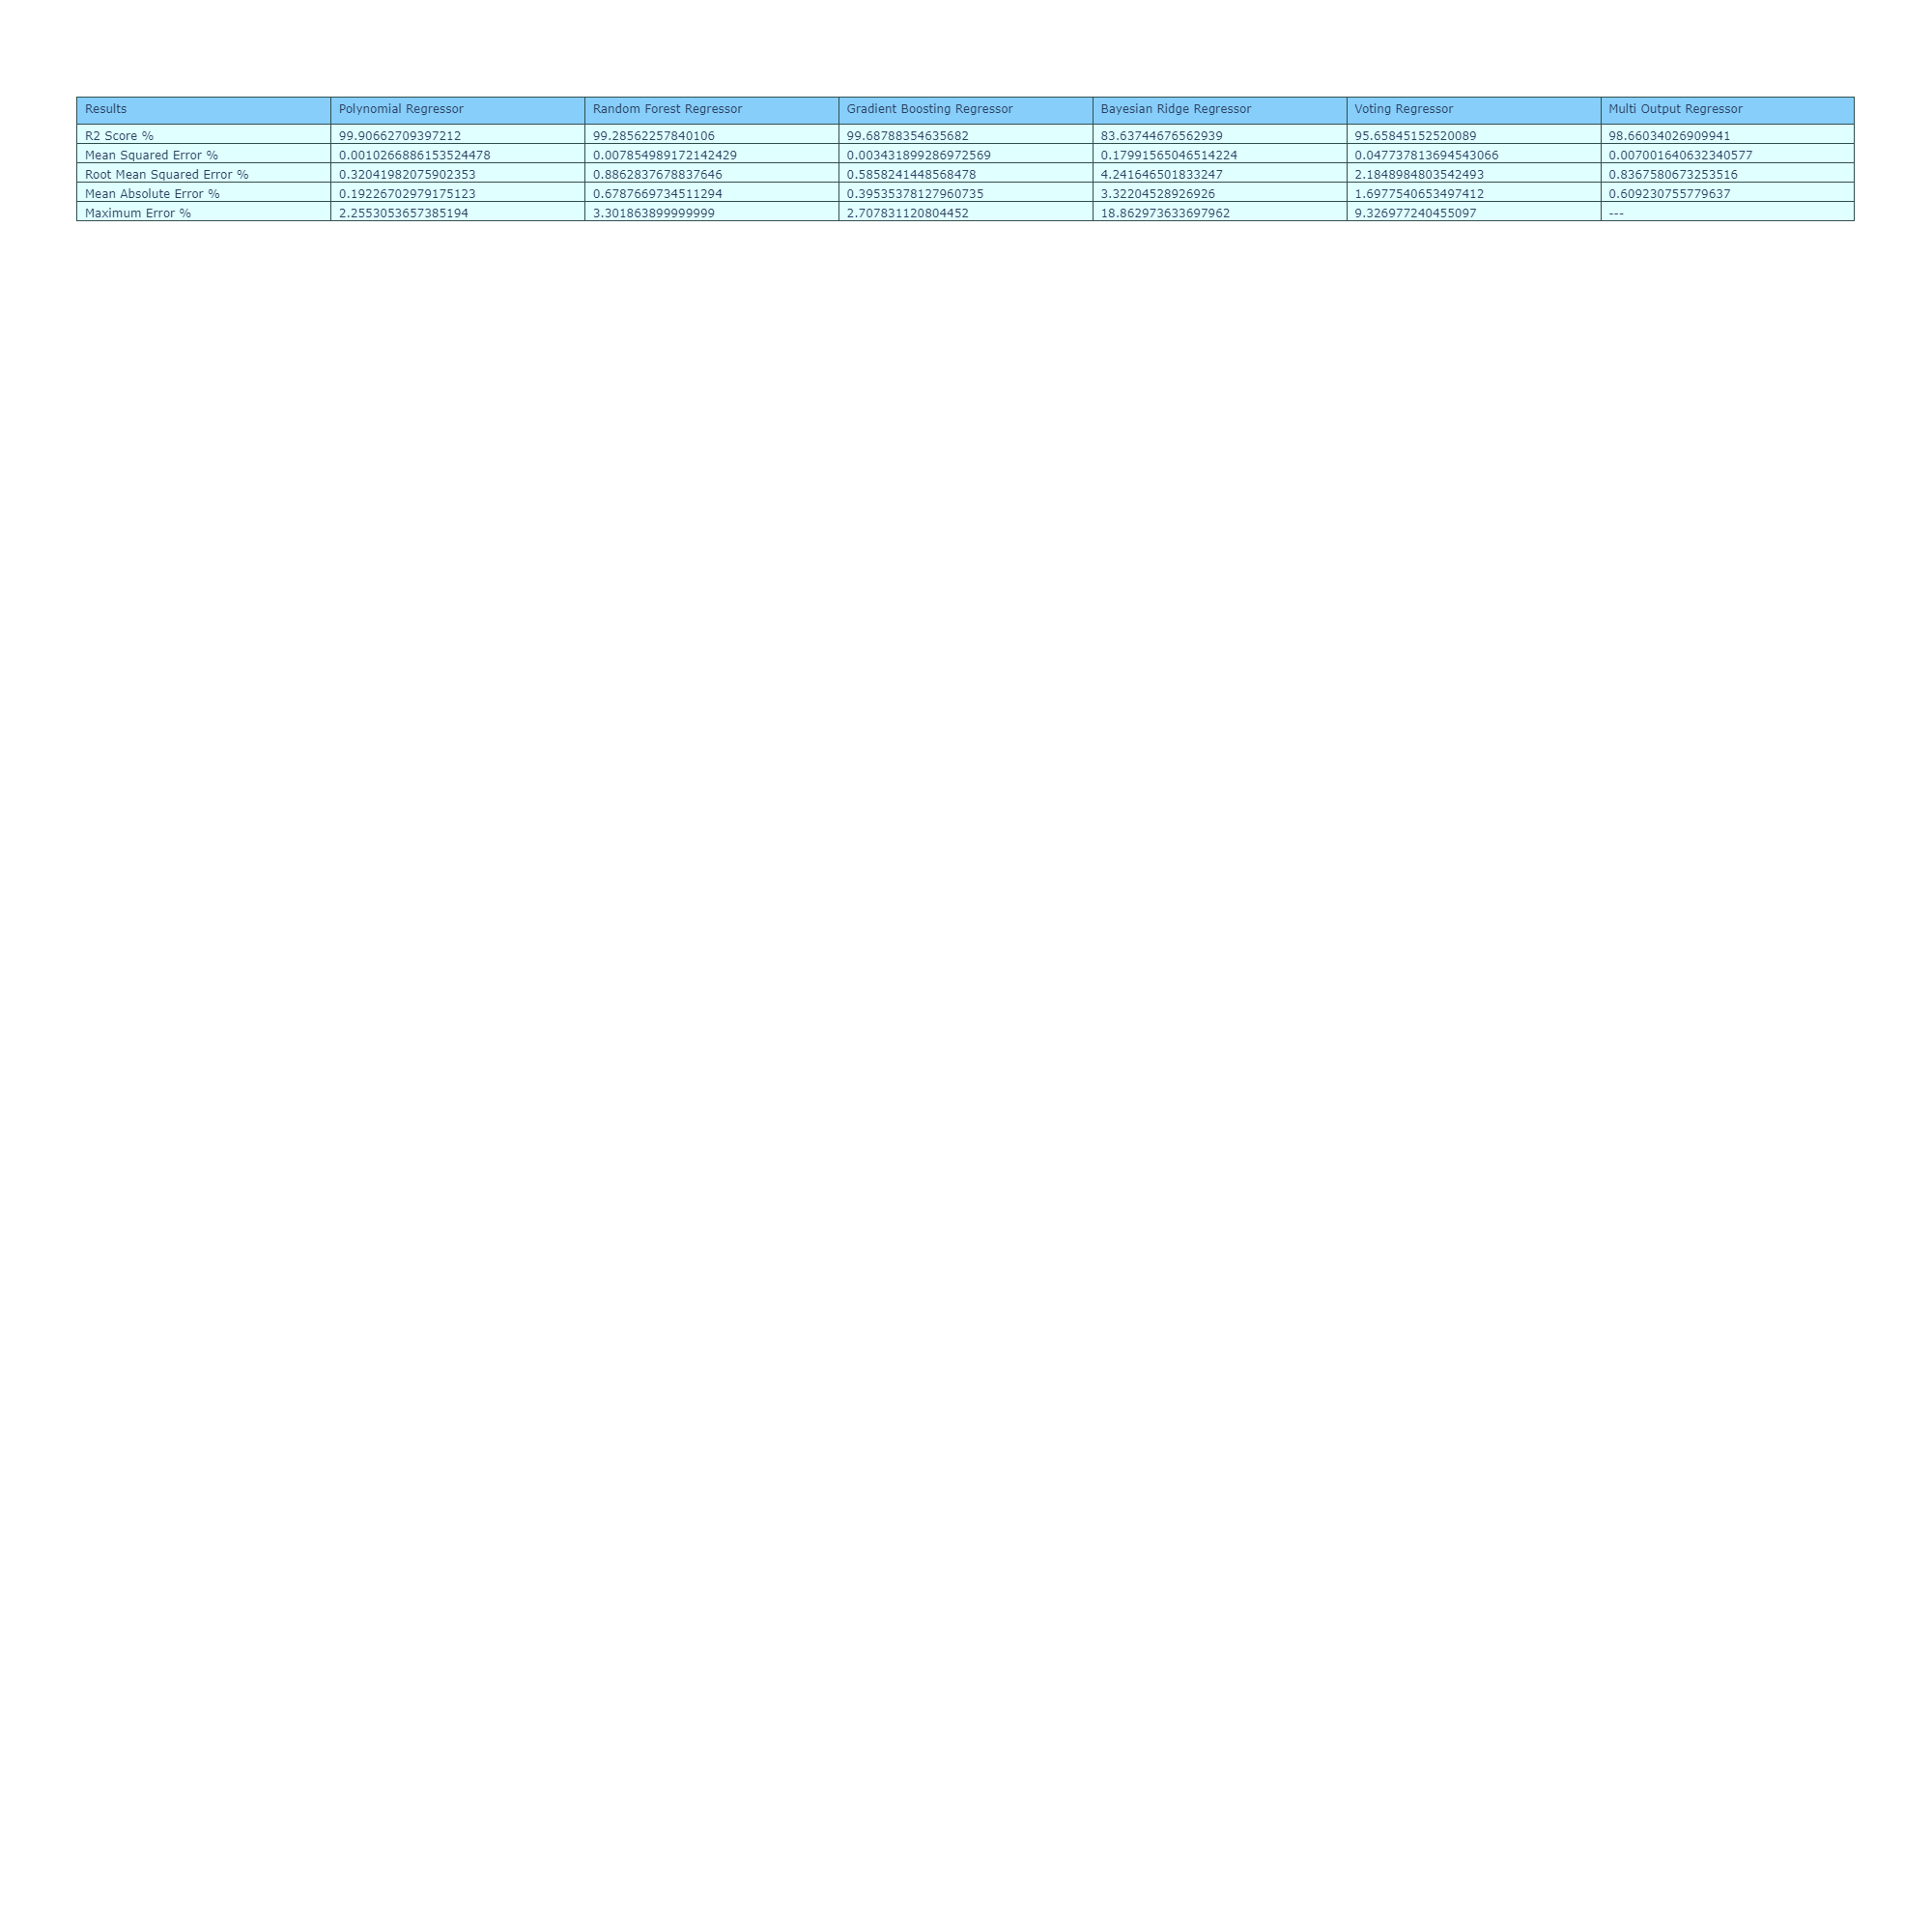 Results Polynomial Regressor Random Forest Regressor Gradient Boosting Regressor Bayesian Ridge Regressor Voting Regressor Multi Output Regressor
R2 Score % 99.90662709397212 99.28562257840106 99.68788354635682 83.63744676562939 95.65845152520089 98.66034026909941
Mean Squared Error % 0.0010266886153524478 0.007854989172142429 0.003431899286972569 0.17991565046514224 0.047737813694543066 0.007001640632340577
Root Mean Squared Error % 0.32041982075902353 0.8862837678837646 0.5858241448568478 4.241646501833247 2.1848984803542493 0.8367580673253516
Mean Absolute Error % 0.19226702979175123 0.6787669734511294 0.39535378127960735 3.32204528926926 1.6977540653497412 0.609230755779637
Maximum Error % 2.2553053657385194 3.301863899999999 2.707831120804452 18.862973633697962 9.326977240455097 ---